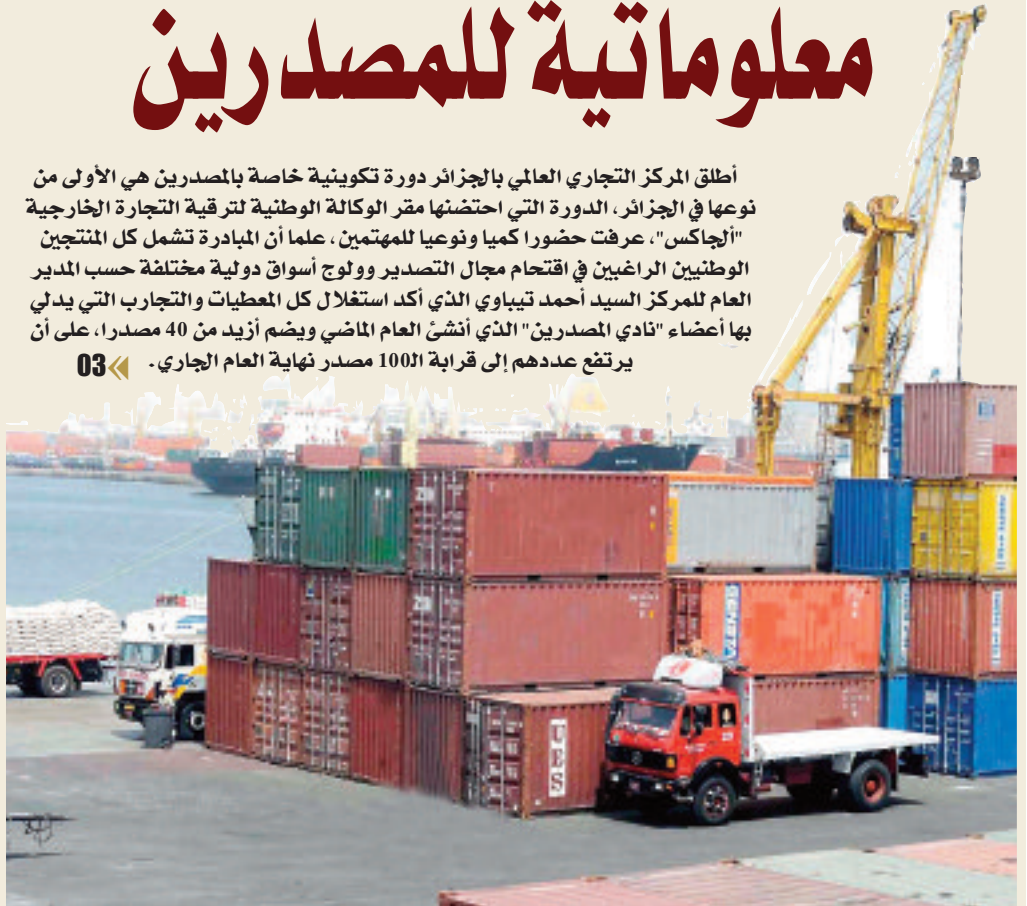 معلوماتية للمصدرين
أطلق المركز التجاري العالمي بالجزائر دورة تكوينية خاصة بالمصدرين هي الأولى من
نوعها في الجزائر، الدورة التي احتضنها مقر الوكالة الوطنية لترقية التجارة الخارجية
"ألجاكس"، عرفت حضورا كميا ونوعيا للمهتمين، علما أن المبادرة تشمل كل المنتجين
الوطنيين الراغبين في اقتحام مجال التصدير وولوج أسواق دولية مختلفة حسب المدير
العام للمركز السيد أحمد تيباوي الذي أكد استغلال كل المعطيات والتجارب التي يدلي
بها أعضاء "نادي المصدرين" الذي أنشئ العام الماضي ويضم أزيد من 40 مصدرا، على أن
يرتفع عددهم إلى قرابة الـ100 مصدر نهاية العام الجاري. »03
UES